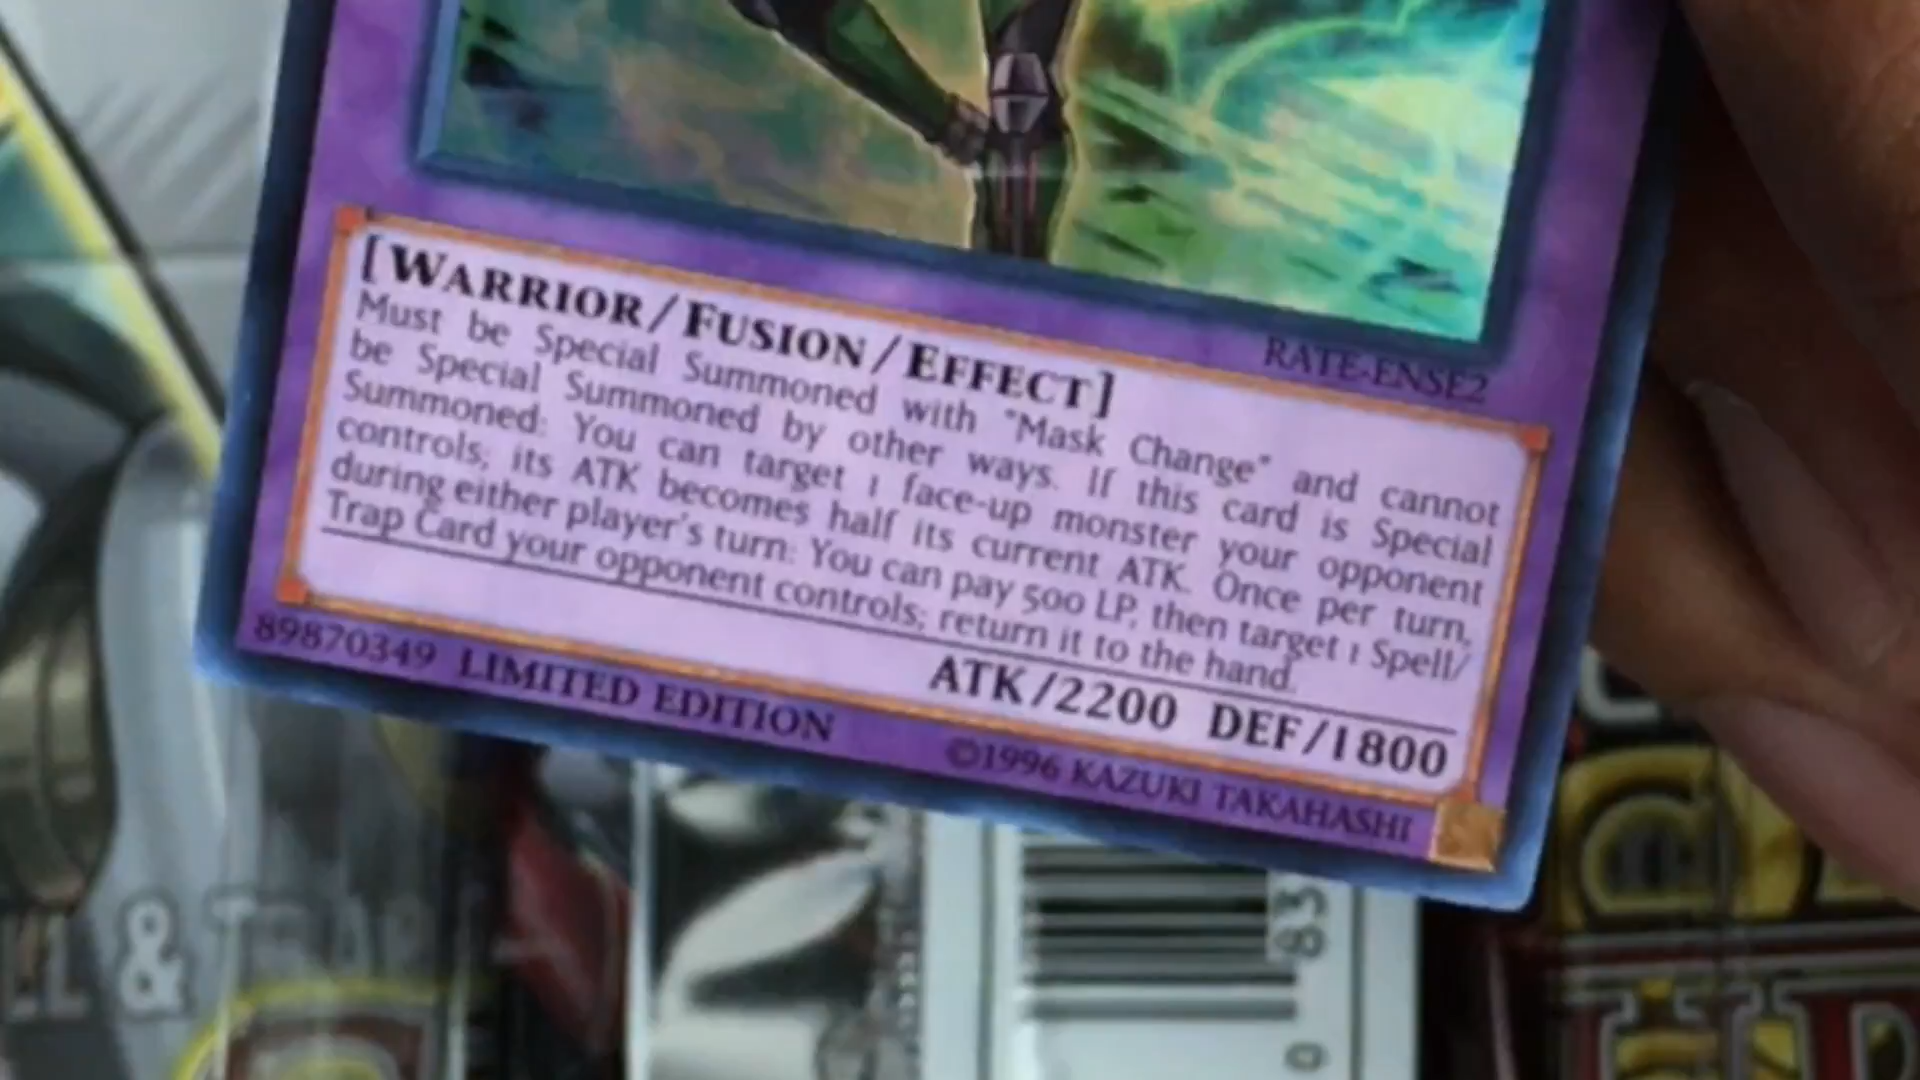 RATE-ENSE2
[WARRIOR/FUSION/EFFECT]
Must be Special Summoned with "Mask Change" and cannot
be Special Summoned by other ways. If this card is Special
Summoned: You can target 1 face-up monster your opponent
controls; its ATK becomes half its current ATK. Once per turn,
during either player's turn: You can pay 500 LP, then target 1 Spell/
Trap Card your opponent controls; return it to the hand.
ATK/2200 DEF/1800
89870349 LIMITED EDITION
©1996 KAZUKI TAKAHASHI
&
83
0